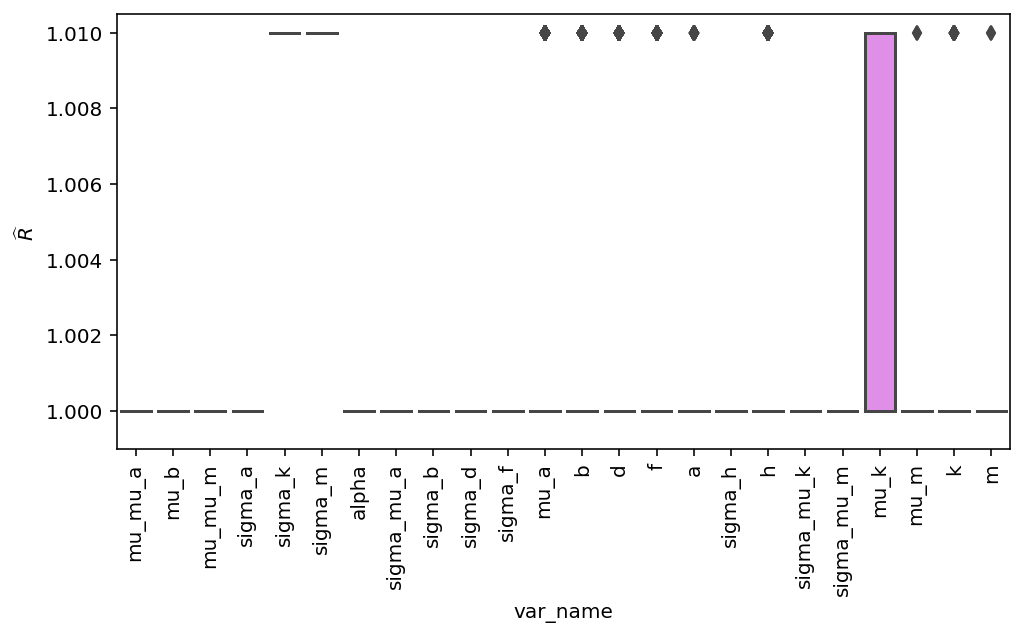 1.010
1.008
1.006
1.004
1.002
1.000
R̂
mu_mu_a
mu_b
mu_mu_m
sigma_a
sigma_k
sigma_m
alpha
sigma_mu_a
sigma_b
sigma_d
sigma_f
mu_a
b
d
f
a
sigma_h
h
sigma_mu_k
sigma_mu_m
mu_k
mu_m
k
m
var_name